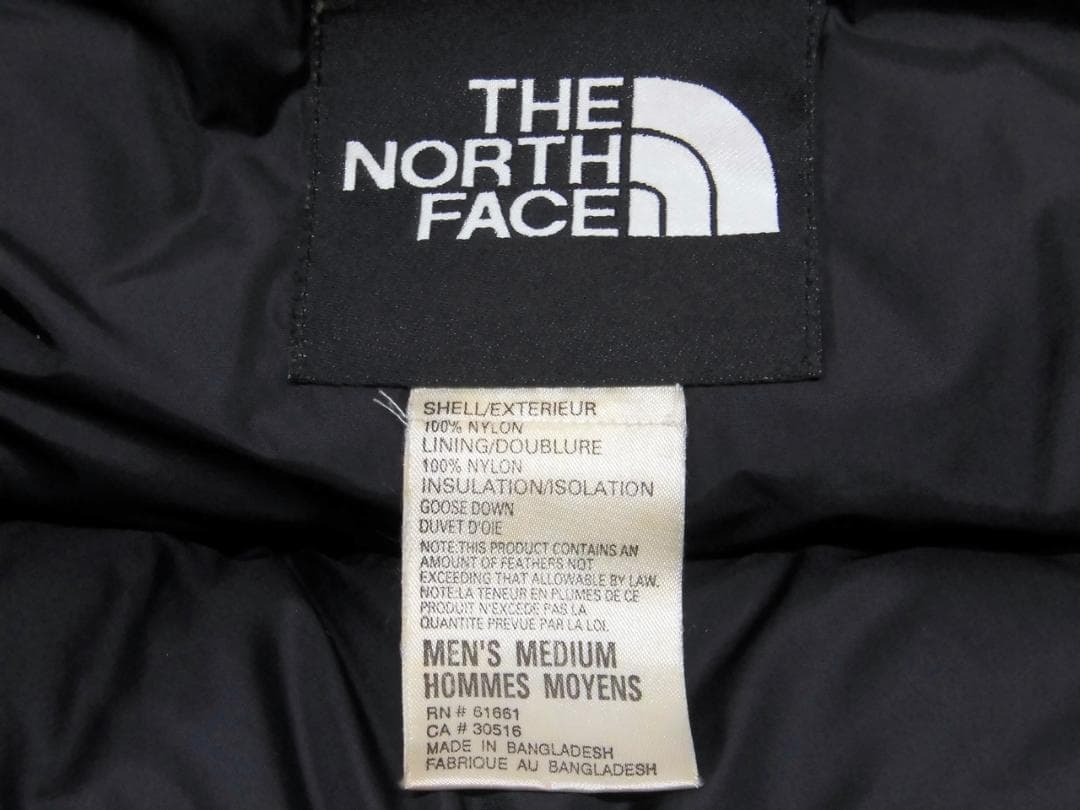 THE
NORTH
FACE
SHELL/EXTERIEUR
100% NYLON
LINING/DOUBLURE
100% NYLON
INSULATION/ISOLATION
GOOSE DOWN
DUVET D'OIE
NOTE:THIS PRODUCT CONTAINS AN
AMOUNT OF FEATHERS NOT
EXCEEDING THAT ALLOWABLE BY LAW.
NOTE:LA TENEUR EN PLUMES DE CE
PRODUIT N'EXCEDE PAS LA
QUANTITE PREVUE PAR LA LOI.
MEN'S MEDIUM
HOMMES MOYENS
RN # 61661
CA # 30516
MADE IN BANGLADESH
FABRIQUE AU BANGLADESH